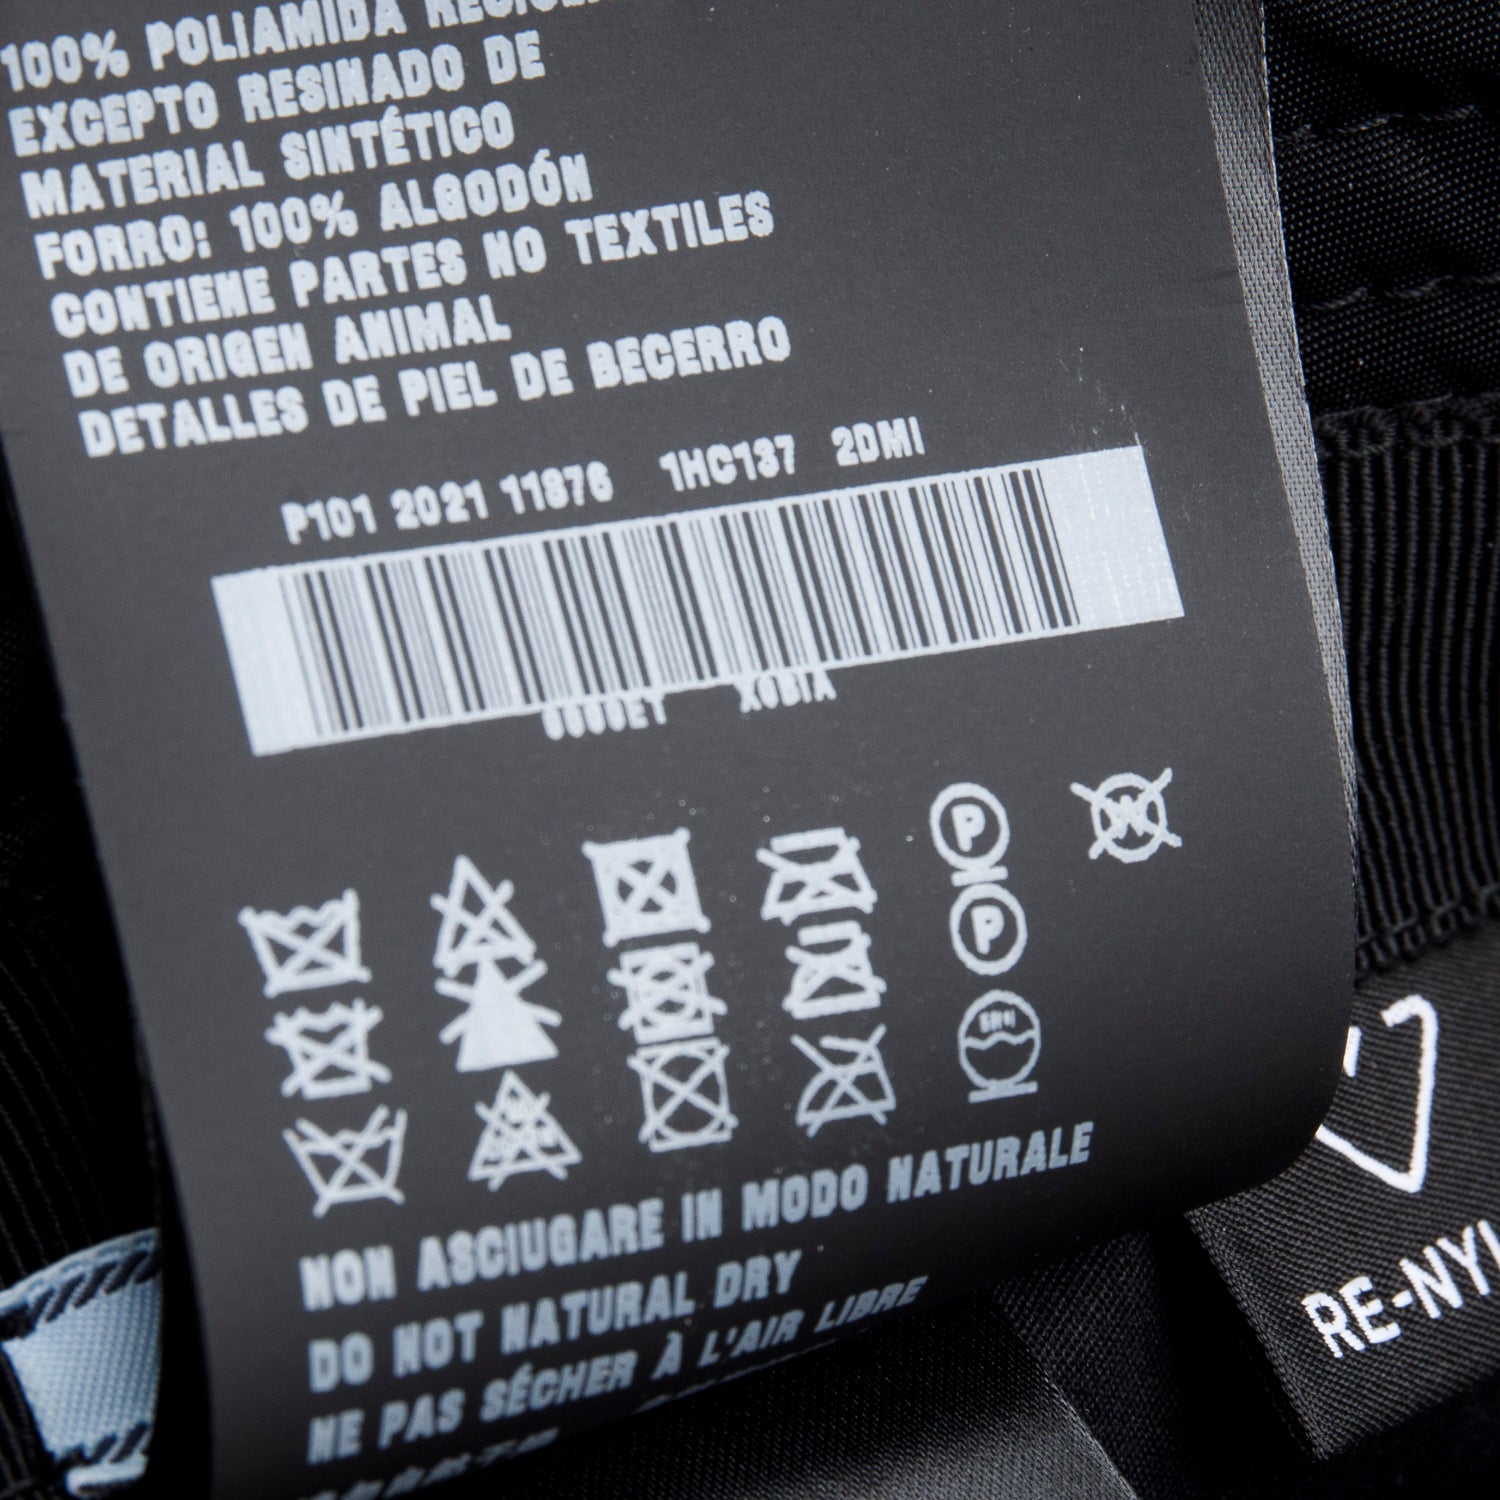 100% POLIAMIDA
EXCEPTO RESINADO DE
MATERIAL SINTÉTICO
FORRO: 100% ALGODÓN
CONTIENE PARTES NO TEXTILES
DE ORIGEN ANIMAL
DETALLES DE PIEL DE BECERRO
P101 2021 11876 1HC137 2DMI
P
W
P
NON ASCIUGARE IN MODO NATURALE
DO NOT NATURAL DRY
NE PAS SÉCHER À L'AIR LIBRE
RE-NYL